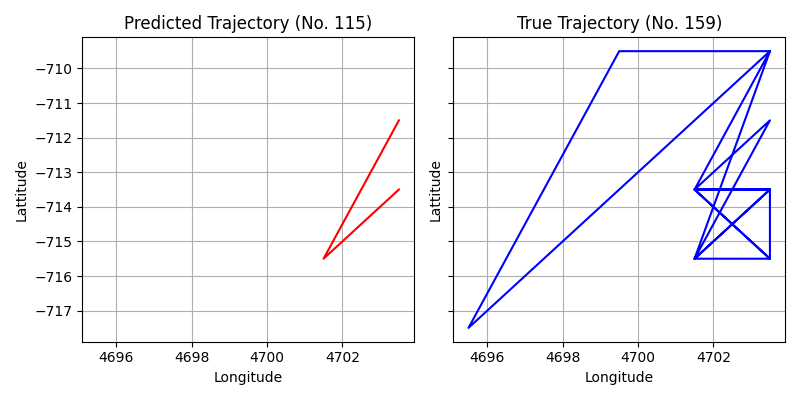 Predicted Trajectory (No. 115)
True Trajectory (No. 159)
−710
−711
−712
−713
−714
−715
−716
−717
Lattitude
Lattitude
4696 4698 4700 4702
4696 4698 4700 4702
Longitude
Longitude